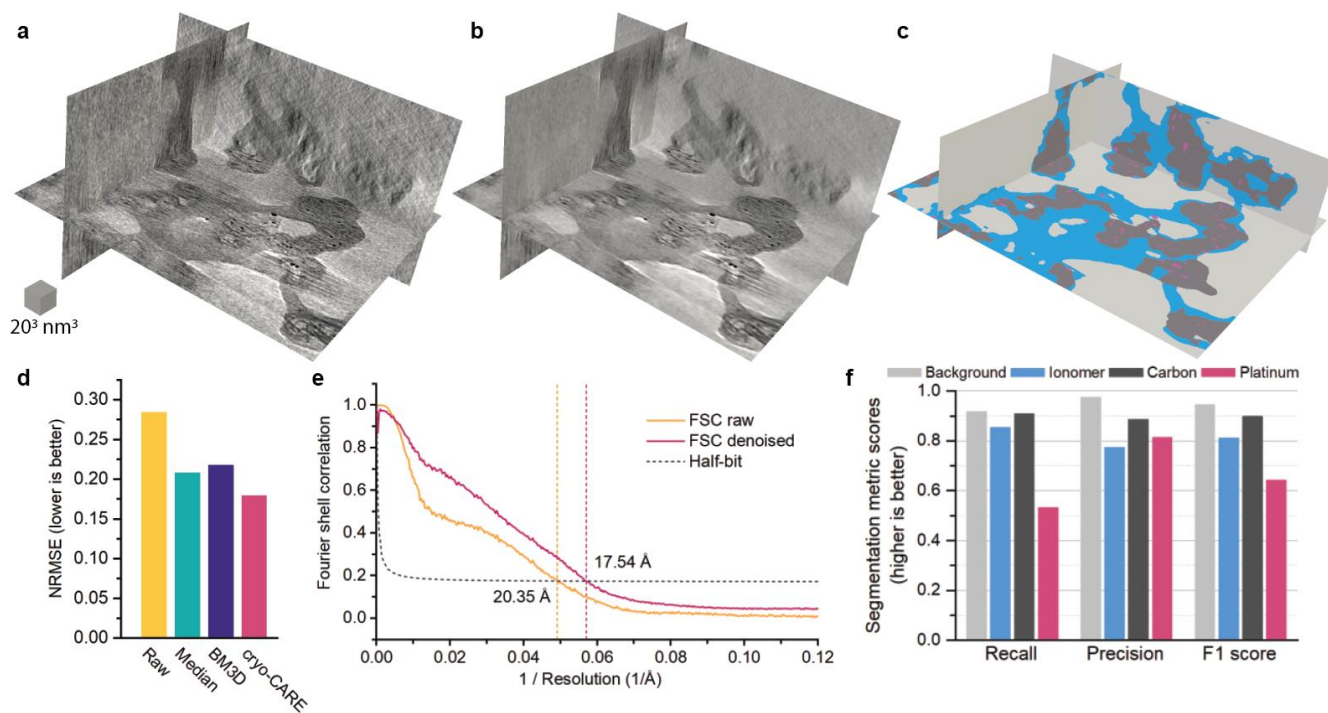 a
b
c
20³ nm³
d
NRMSE (lower is better)
0.30
0.25
0.20
0.15
0.10
0.05
0.00
Raw
Median
BM3D
cryo-CARE
e
Fourier shell correlation
1.0
0.8
0.6
0.4
0.2
0.0
FSC raw
FSC denoised
Half-bit
17.54 Å
20.35 Å
0.00 0.02 0.04 0.06 0.08 0.10 0.12
1 / Resolution (1/Å)
f
Background Ionomer Carbon Platinum
Segmentation metric scores
(higher is better)
1.0
0.8
0.6
0.4
0.2
0.0
Recall Precision F1 score